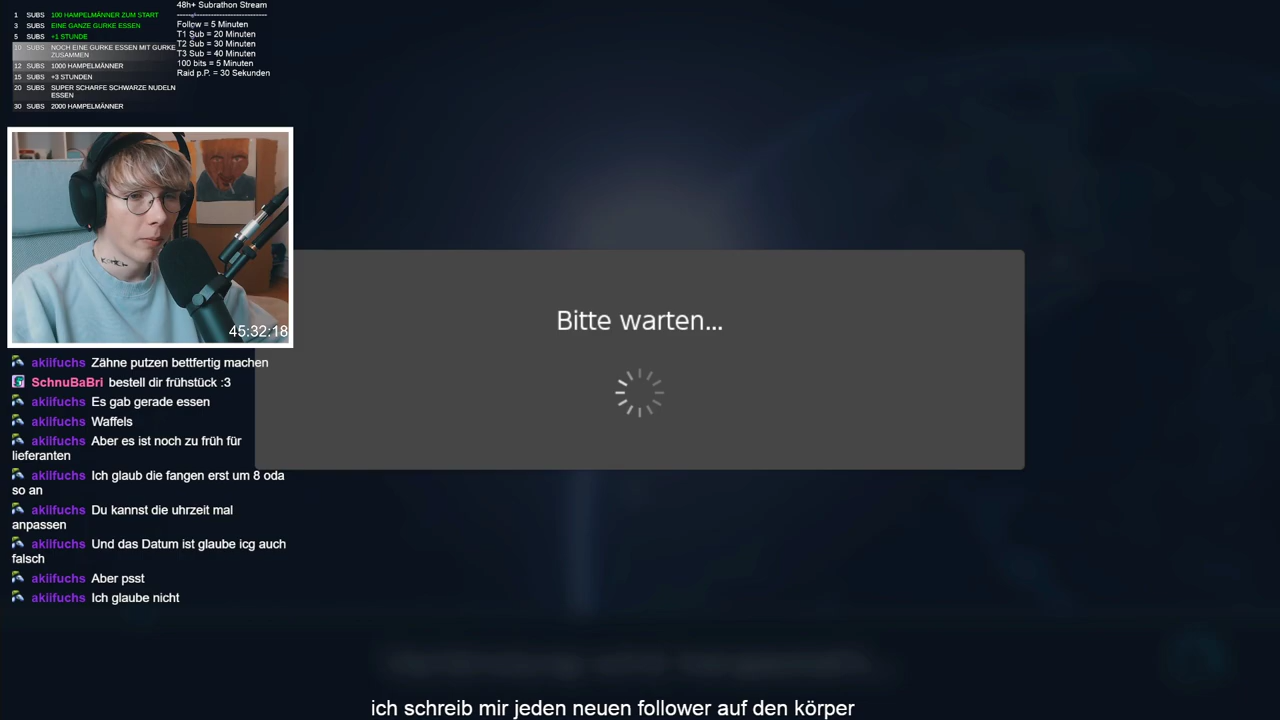 48h+ Subrathon Stream
1 SUBS 100 HAMPELMÄNNER ZUM START
3 SUBS EINE GANZE GURKE ESSEN
5 SUBS +1 STUNDE
10 SUBS NOCH EINE GURKE ESSEN MIT GURKE
ZUSAMMEN
12 SUBS 1000 HAMPELMÄNNER
15 SUBS +3 STUNDEN
20 SUBS SUPER SCHARFE SCHWARZE NUDELN
ESSEN
30 SUBS 2000 HAMPELMÄNNER
Follow = 5 Minuten
T1 Sub = 20 Minuten
T2 Sub = 30 Minuten
T3 Sub = 40 Minuten
100 bits = 5 Minuten
Raid p.P. = 30 Sekunden
45:32:18
Bitte warten...
akiifuchs Zähne putzen bettfertig machen
SchnuBaBri bestell dir frühstück :3
akiifuchs Es gab gerade essen
akiifuchs Waffels
akiifuchs Aber es ist noch zu früh für
lieferanten
akiifuchs Ich glaub die fangen erst um 8 oda
so an
akiifuchs Du kannst die uhrzeit mal
anpassen
akiifuchs Und das Datum ist glaube icg auch
falsch
akiifuchs Aber psst
akiifuchs Ich glaube nicht
ich schreib mir jeden neuen follower auf den körper